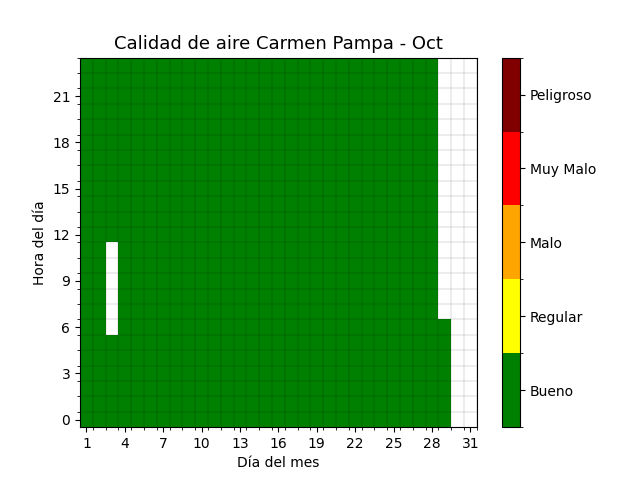 Calidad de aire Carmen Pampa - Oct
Hora del día
21
18
15
12
9
6
3
0
1 4 7 10 13 16 19 22 25 28 31
Día del mes
Peligroso
Muy Malo
Malo
Regular
Bueno